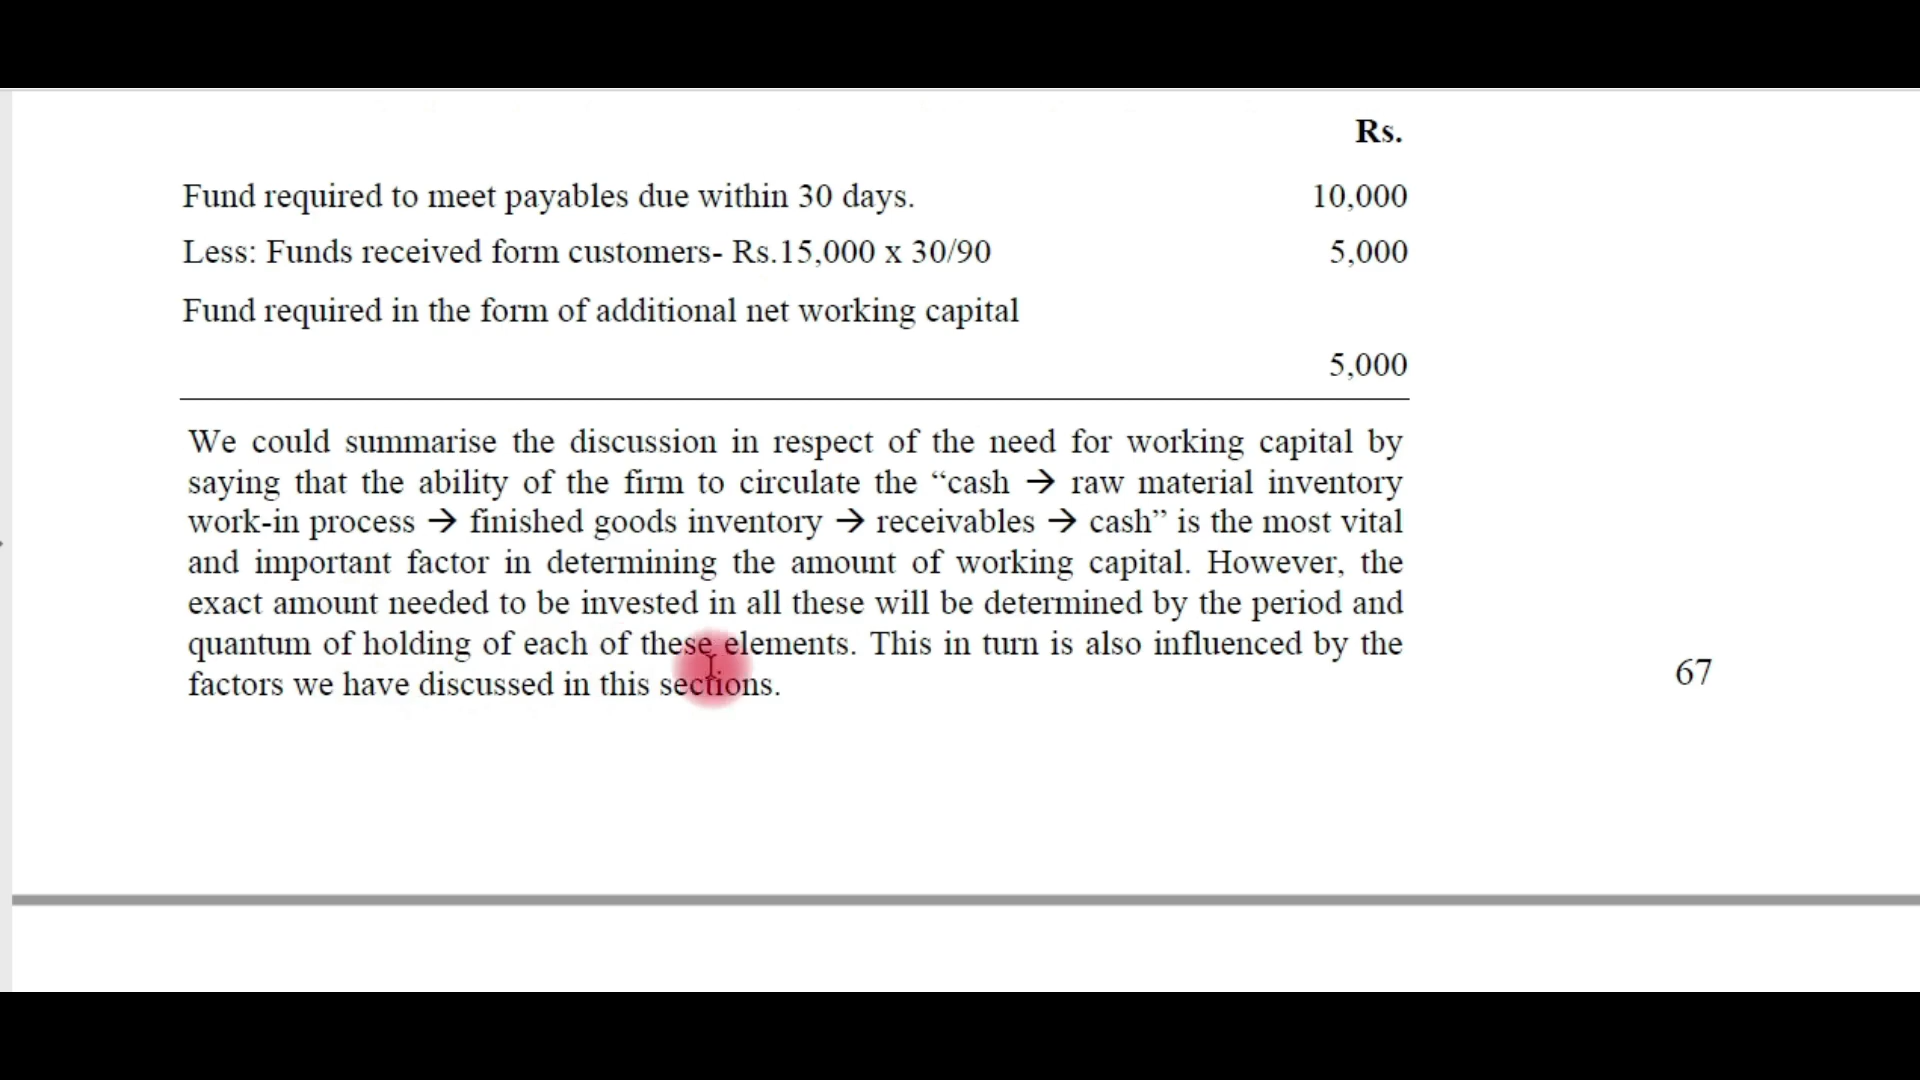 Rs.
Fund required to meet payables due within 30 days. 10,000
Less: Funds received form customers- Rs.15,000 x 30/90 5,000
Fund required in the form of additional net working capital
5,000
We could summarise the discussion in respect of the need for working capital by
saying that the ability of the firm to circulate the “cash → raw material inventory
work-in process → finished goods inventory → receivables → cash” is the most vital
and important factor in determining the amount of working capital. However, the
exact amount needed to be invested in all these will be determined by the period and
quantum of holding of each of these elements. This in turn is also influenced by the
factors we have discussed in this sections.
67